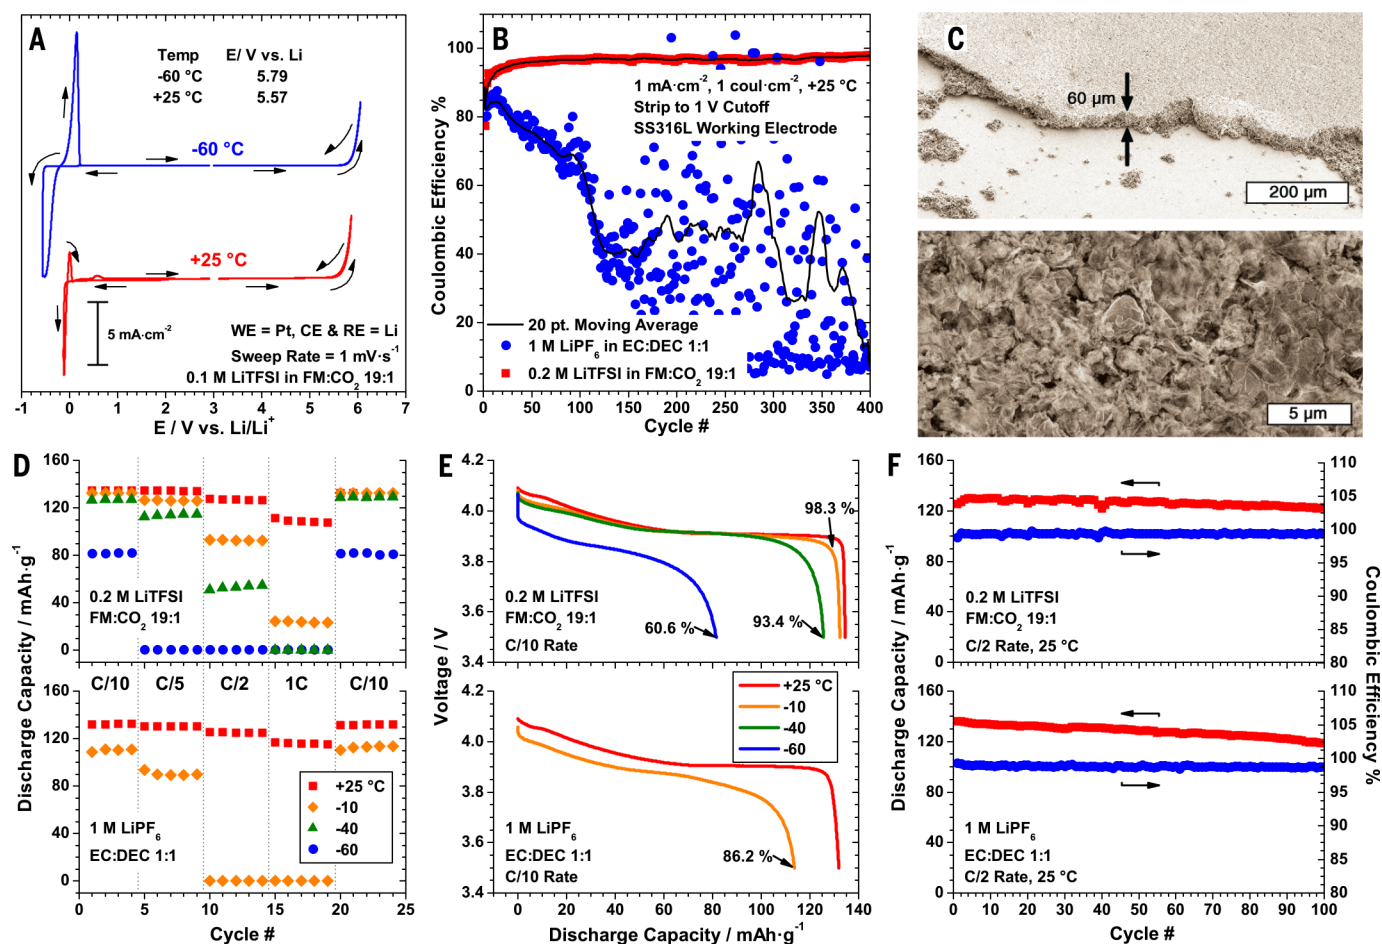 A
Temp E/ V vs. Li
-60 °C 5.79
+25 °C 5.57
-60 °C
+25 °C
5 mA·cm-2
WE = Pt, CE & RE = Li
Sweep Rate = 1 mV·s-1
0.1 M LiTFSI in FM:CO2 19:1
-1 0 1 2 3 4 5 6 7
E / V vs. Li/Li+
B
Coulombic Efficiency %
100
80
60
40
20
0
1 mA·cm-2, 1 coul·cm-2, +25 °C
Strip to 1 V Cutoff
SS316L Working Electrode
20 pt. Moving Average
1 M LiPF6 in EC:DEC 1:1
0.2 M LiTFSI in FM:CO2 19:1
0 50 100 150 200 250 300 350 400
Cycle #
C
60 µm
200 µm
5 µm
D
Discharge Capacity / mAh·g-1
160
120
80
40
0
0.2 M LiTFSI
FM:CO2 19:1
C/10 C/5 C/2 1C C/10
160
120
80
40
0
+25 °C
-10
-40
-60
1 M LiPF6
EC:DEC 1:1
0 5 10 15 20 25
Cycle #
E
Voltage / V
4.2
4.0
3.8
3.6
3.4
98.3 %
0.2 M LiTFSI
FM:CO2 19:1
C/10 Rate
60.6 %
93.4 %
4.2
4.0
3.8
3.6
3.4
+25 °C
-10
-40
-60
1 M LiPF6
EC:DEC 1:1
C/10 Rate
86.2 %
0 20 40 60 80 100 120 140
Discharge Capacity / mAh·g-1
F
Discharge Capacity / mAh·g-1
160
120
80
40
0
110
105
100
95
90
85
80
0.2 M LiTFSI
FM:CO2 19:1
C/2 Rate, 25 °C
Coulombic Efficiency %
160
120
80
40
0
110
105
100
95
90
85
80
1 M LiPF6
EC:DEC 1:1
C/2 Rate, 25 °C
0 10 20 30 40 50 60 70 80 90 100
Cycle #